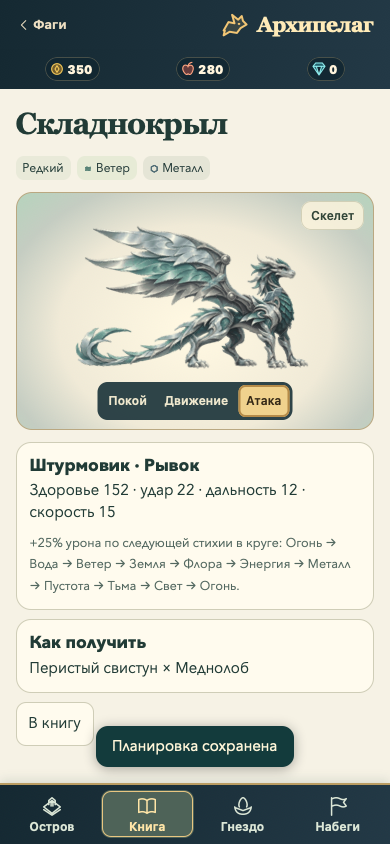 Фаги
Архипелаг
350
280
0
Складнокрыл
Редкий
Ветер
Металл
Скелет
Покой
Движение
Атака
Штурмовик · Рывок
Здоровье 152 · удар 22 · дальность 12 ·
скорость 15
+25% урона по следующей стихии в круге: Огонь →
Вода → Ветер → Земля → Флора → Энергия → Металл
→ Пустота → Тьма → Свет → Огонь.
Как получить
Перистый свистун × Меднолоб
В книгу
Планировка сохранена
Остров
Книга
Гнездо
Набеги